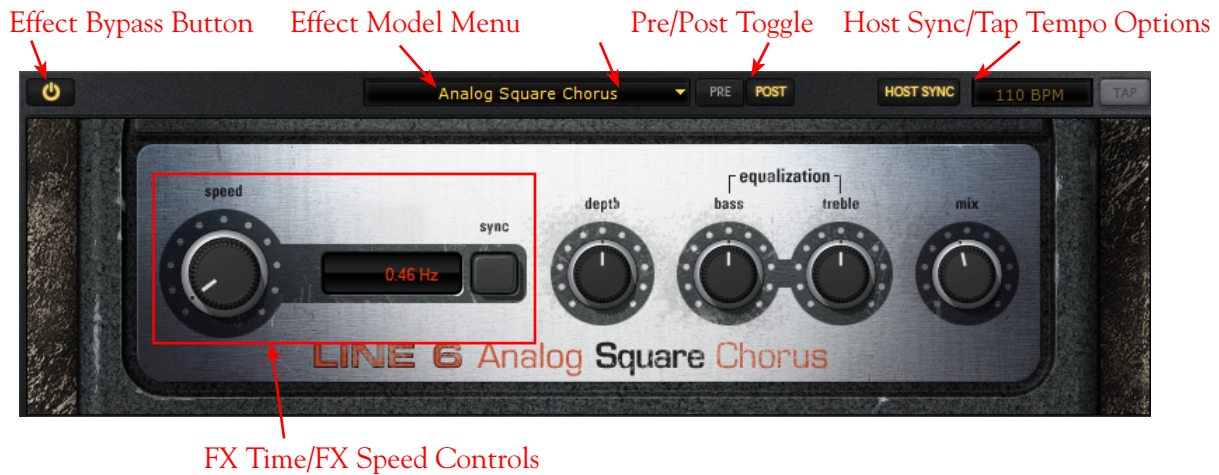 Effect Bypass Button Effect Model Menu Pre/Post Toggle Host Sync/Tap Tempo Options
Analog Square Chorus PRE POST HOST SYNC 110 BPM TAP
equalization
speed depth bass treble mix
sync
0.46 Hz
LINE 6 Analog Square Chorus
FX Time/FX Speed Controls